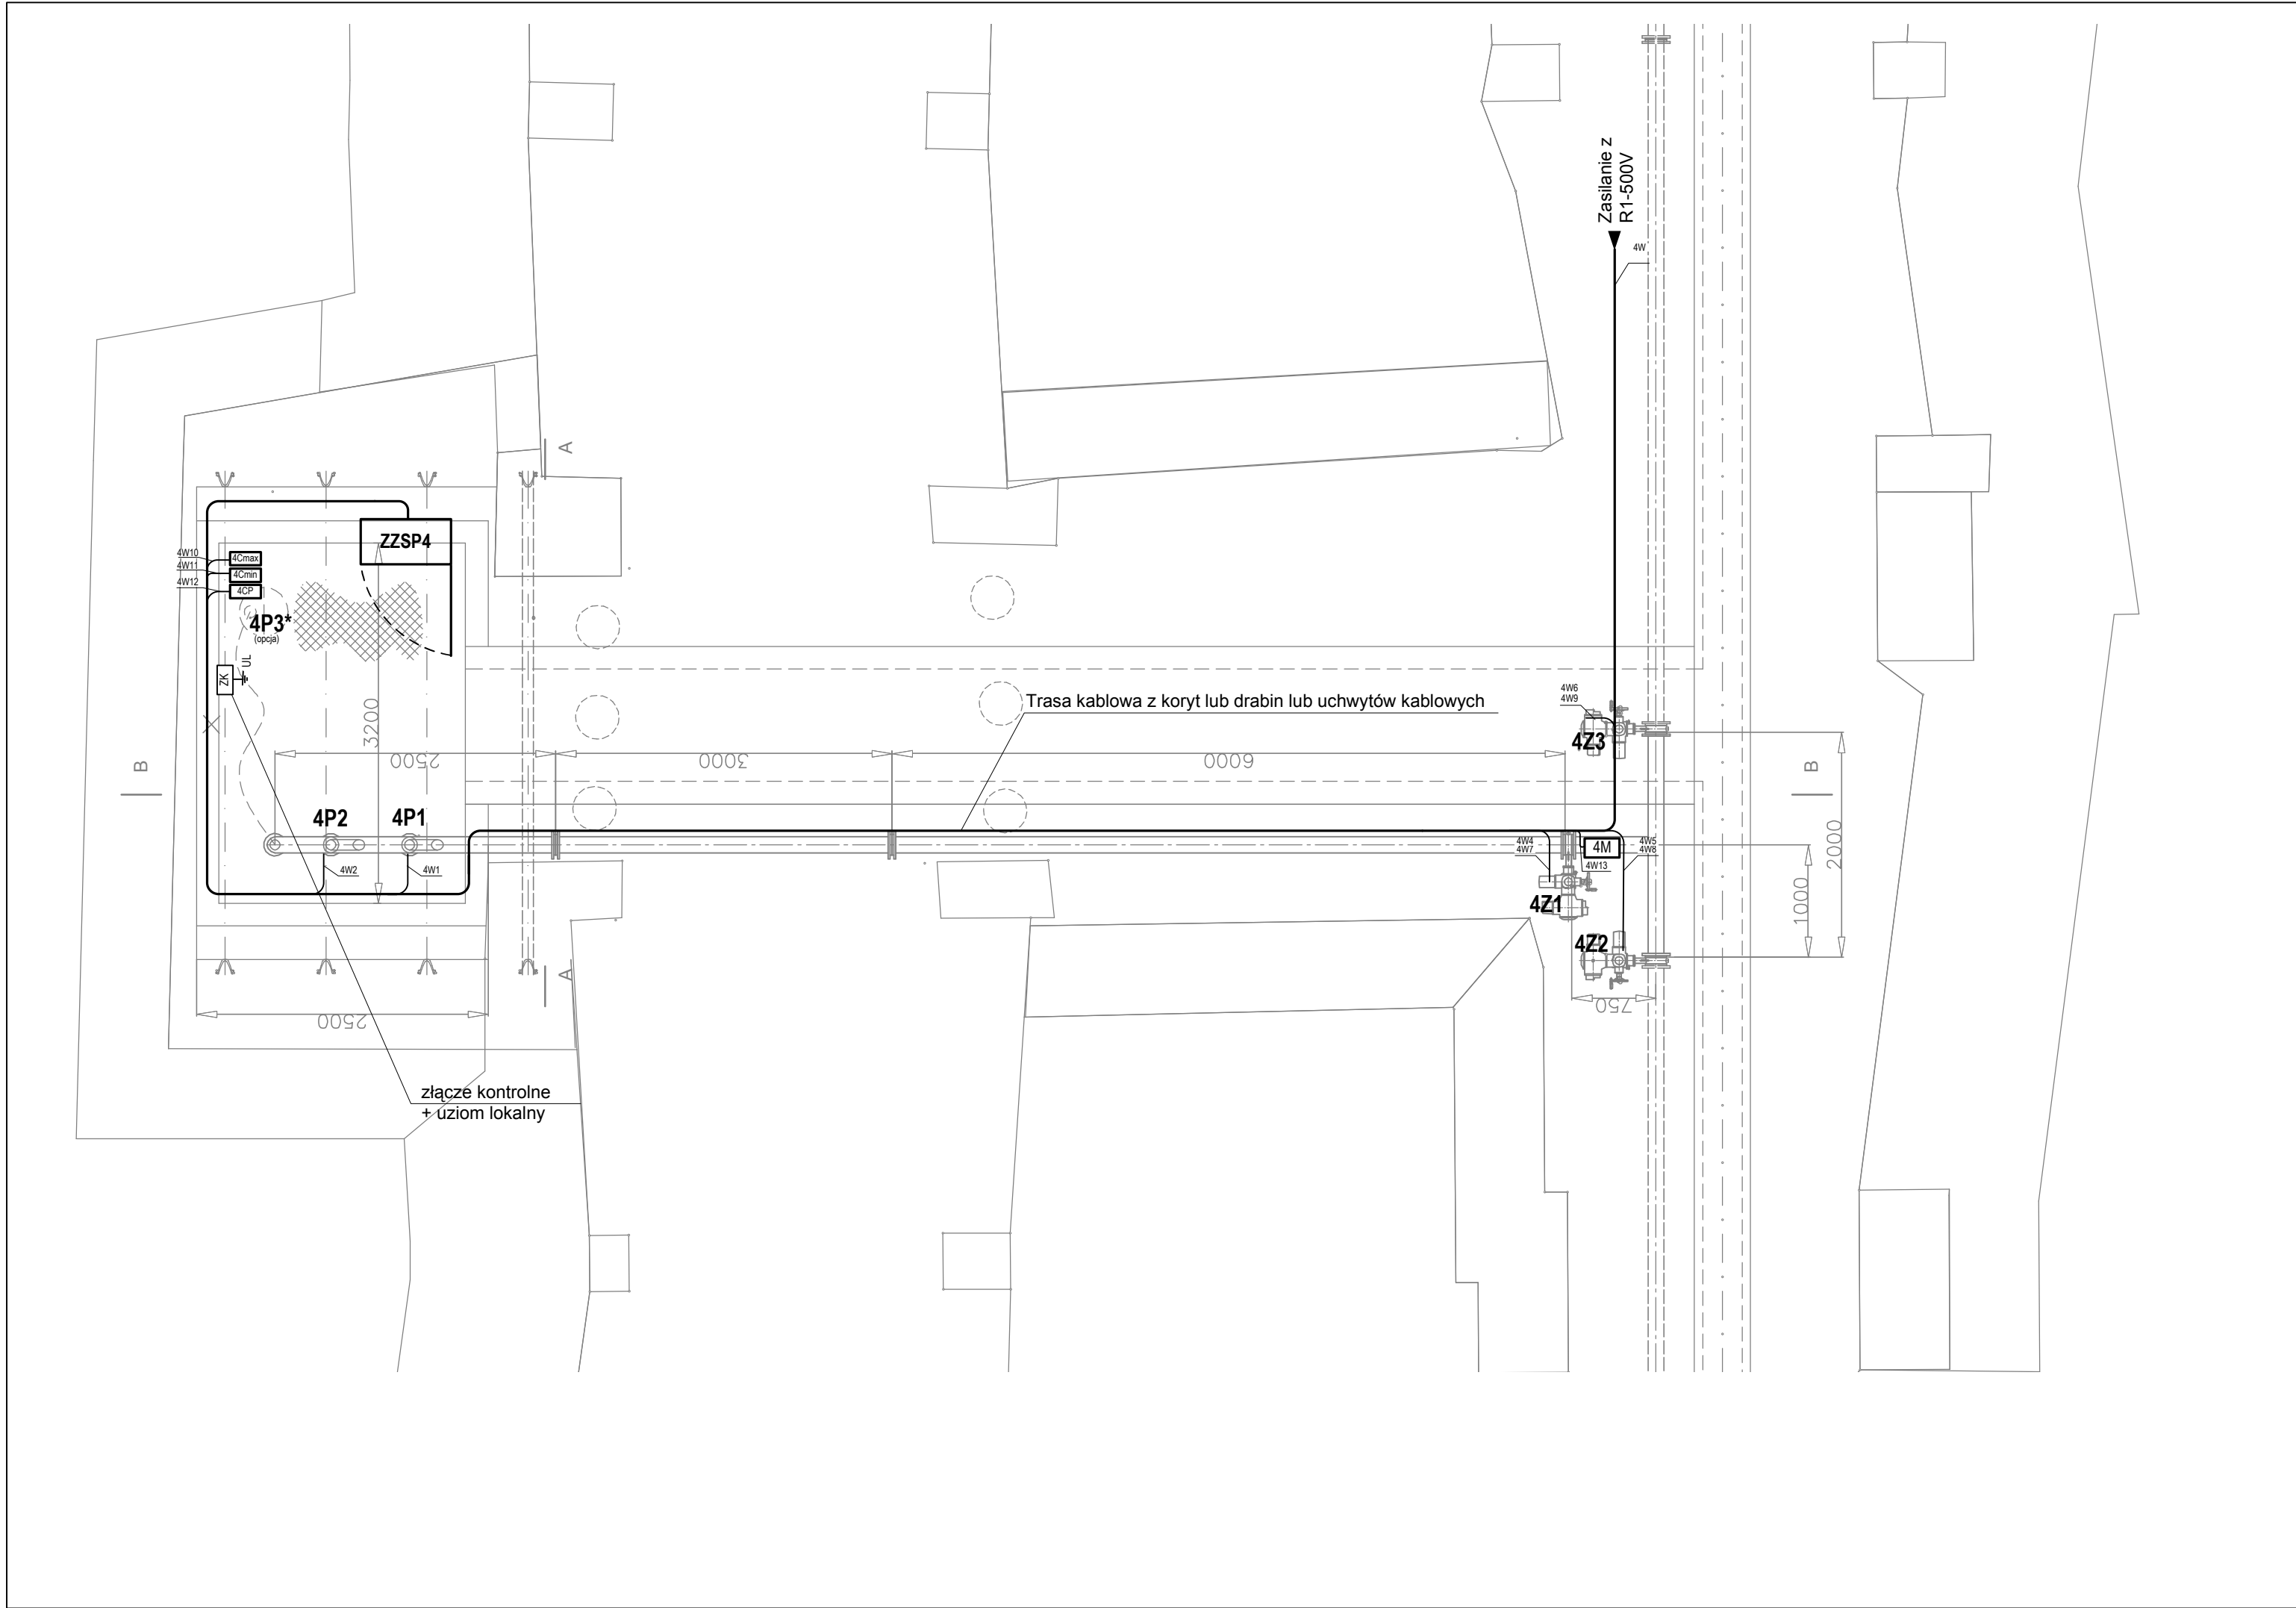 Zasilanie z
R1-500V
4W
A
ZZSP4
4W10
4Cmax
4W11
4Cmin
4W12
4CP
4P3*
(opcja)
UL
ZK
3200
Trasa kablowa z koryt lub drabin lub uchwytów kablowych
4W6
4W9
4Z3
2500
3000
6000
B
B
4P2
4P1
4W2
4W1
4W4
4W7
4M
4W5
4W8
4W13
2000
1000
4Z1
4Z2
A
750
2500
złącze kontrolne
+ uziom lokalny